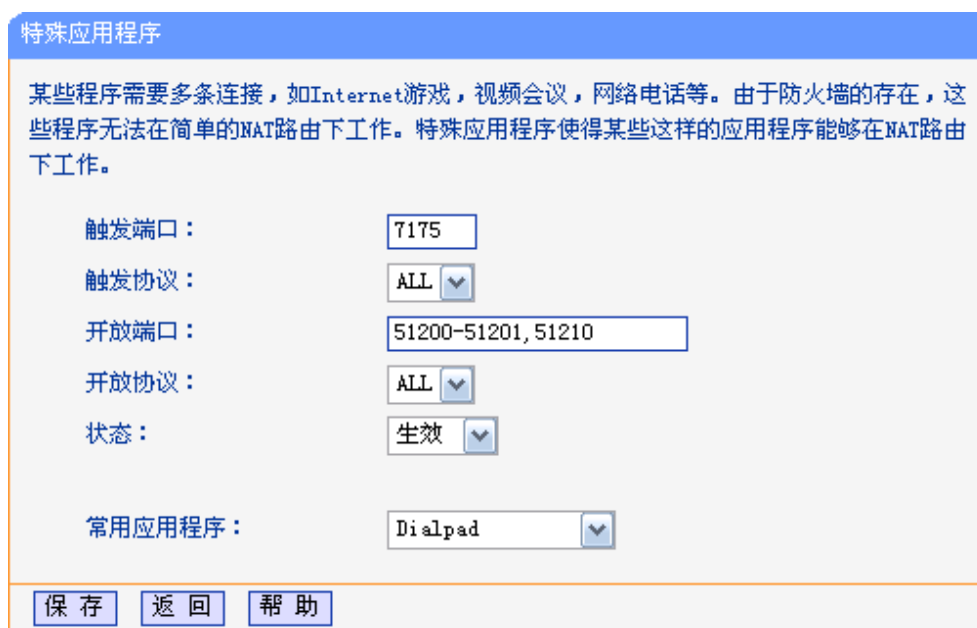 特殊应用程序
某些程序需要多条连接，如Internet游戏，视频会议，网络电话等。由于防火墙的存在，这
些程序无法在简单的NAT路由下工作。特殊应用程序使得某些这样的应用程序能够在NAT路由
下工作。
触发端口： 7175
触发协议： ALL
开放端口： 51200-51201,51210
开放协议： ALL
状态： 生效
常用应用程序： Dialpad
保 存 返 回 帮 助